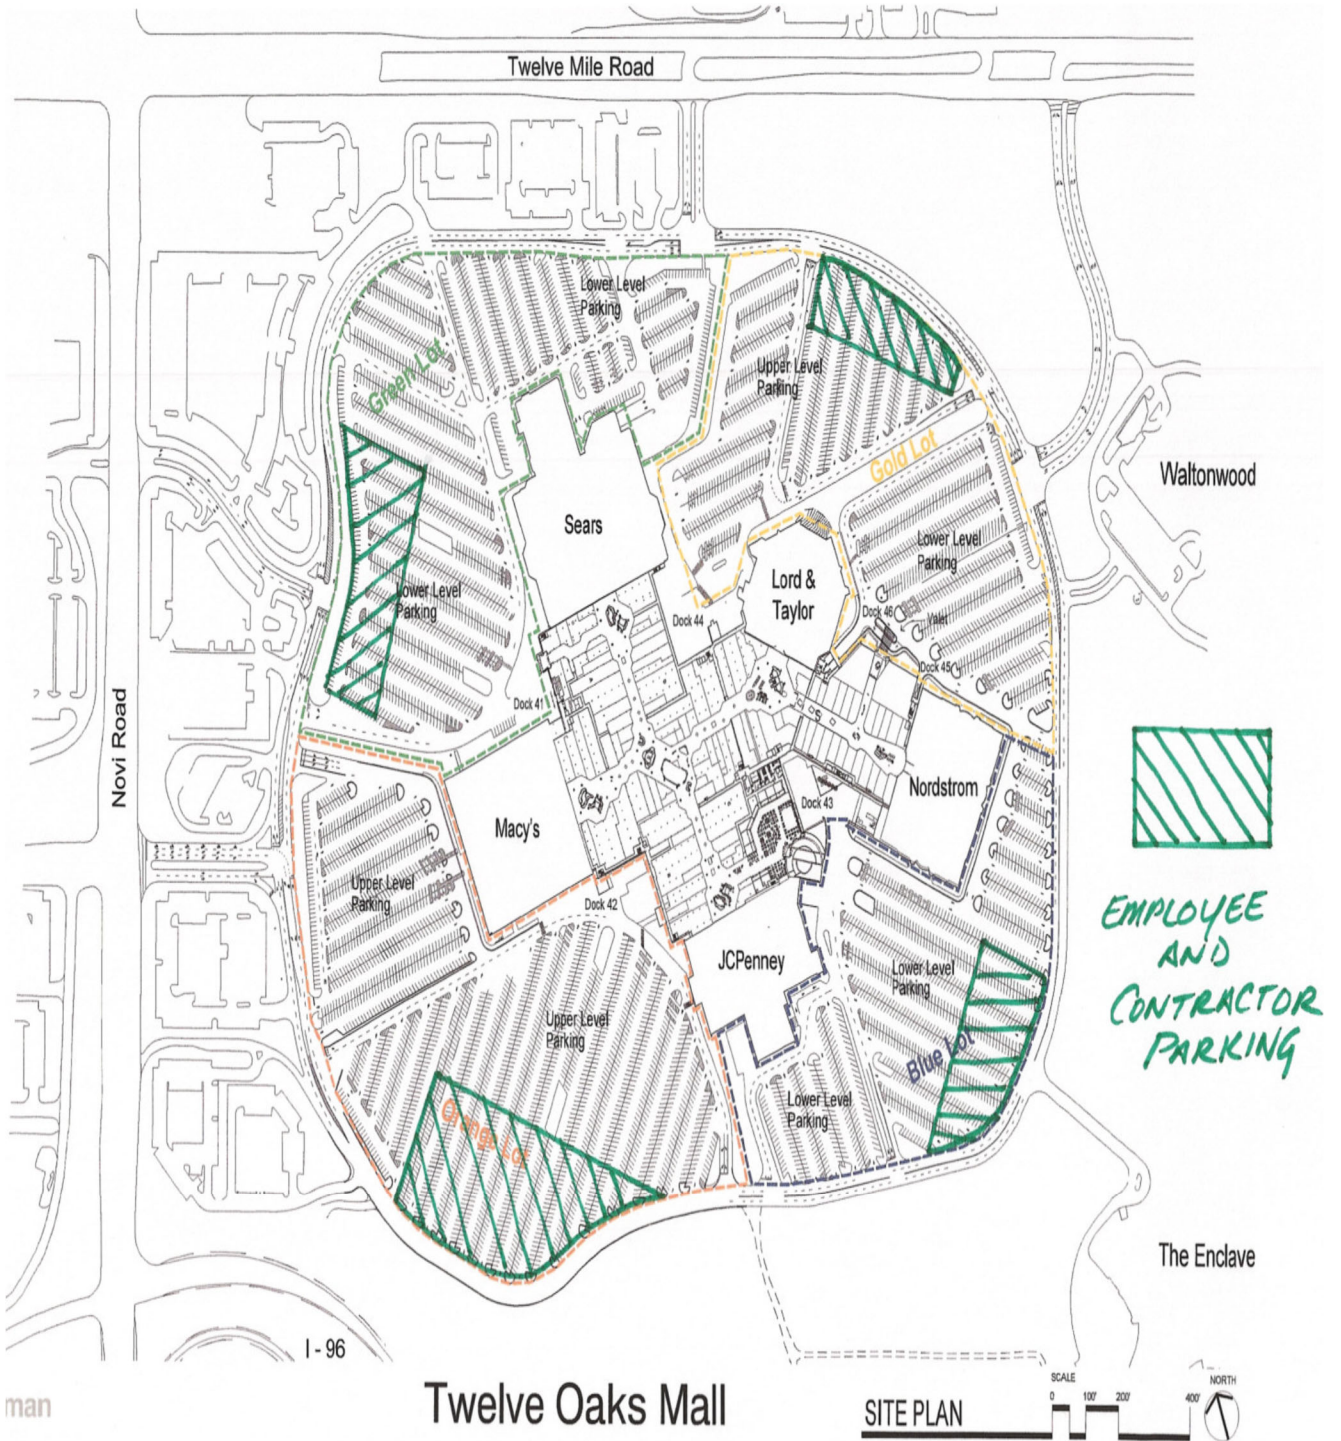 Twelve Mile Road
Lower Level
Parking
Green Lot
Upper Level
Parking
Gold Lot
Waltonwood
Sears
Lower Level
Parking
Lord &
Taylor
Lower Level
Parking
Dock 44
Dock 46
Valet
Dock 45
Dock 41
Novi Road
Nordstrom
Macy's
Dock 43
Upper Level
Parking
Dock 42
EMPLOYEE
AND
CONTRACTOR
PARKING
JCPenney
Lower Level
Parking
Upper Level
Parking
Blue Lot
Lower Level
Parking
Orange Lot
The Enclave
I - 96
man
Twelve Oaks Mall
SITE PLAN
SCALE
0 100' 200' 400'
NORTH